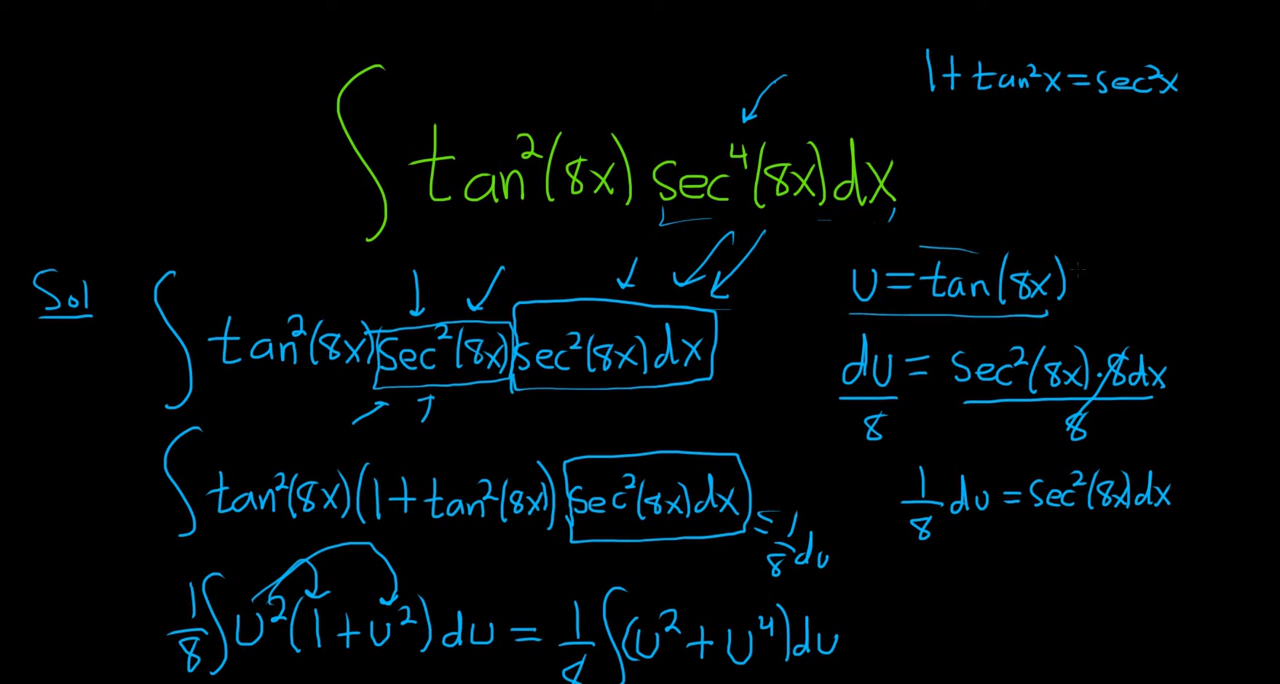 1 + tan²x = sec²x
∫ tan²(8x) sec⁴(8x) dx
Sol ∫ tan²(8x) sec²(8x) sec²(8x) dx
u = tan(8x)
du/8 = sec²(8x)·8dx/8
∫ tan²(8x)(1 + tan²(8x)) sec²(8x) dx = 1/8 du
1/8 du = sec²(8x) dx
1/8 ∫ u²(1 + u²) du = 1/8 ∫ (u² + u⁴) du